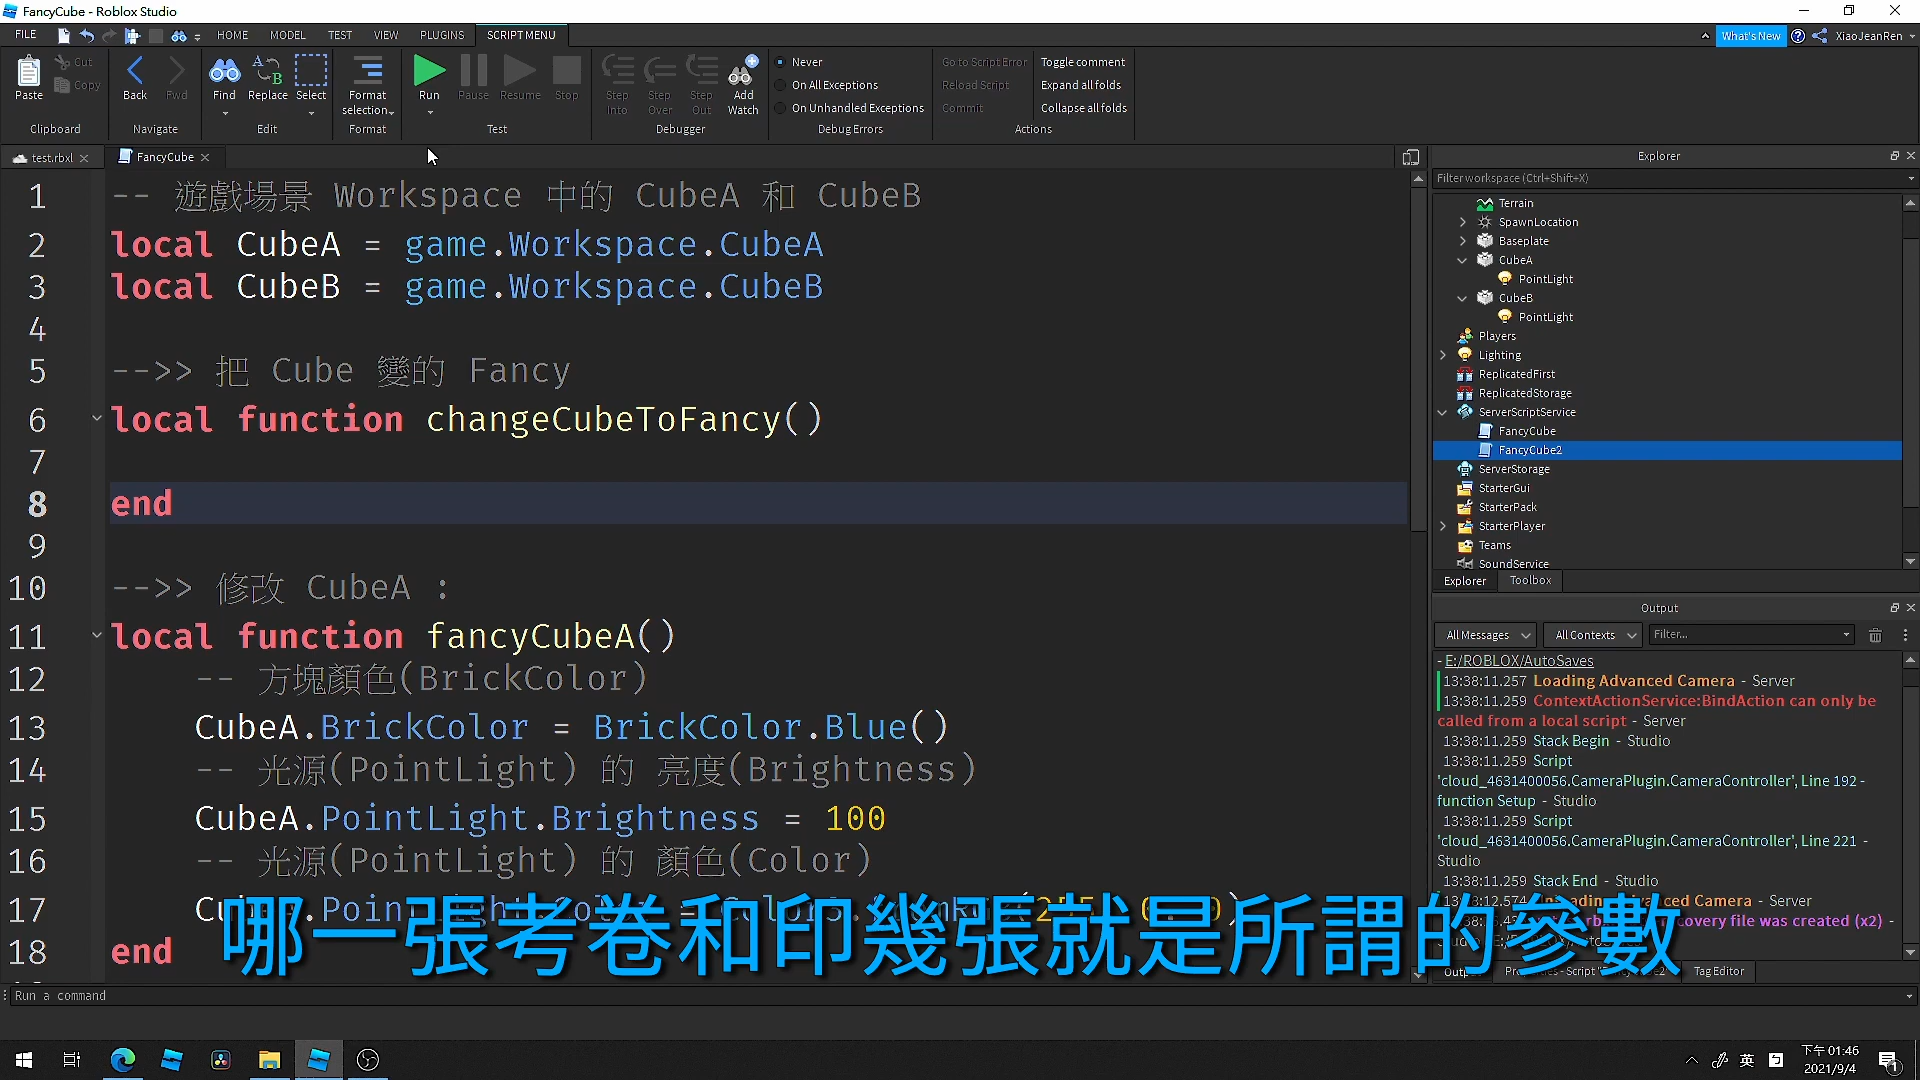 FancyCube - Roblox Studio
FILE HOME MODEL TEST VIEW PLUGINS SCRIPT MENU What's New XiaoJeanRen
Paste Cut Copy Back Fwd Find Replace Select Format selection Run Pause Resume Stop Step Into Step Over Step Out Add Watch
Never
On All Exceptions
On Unhandled Exceptions
Go to Script Error
Reload Script
Commit
Toggle comment
Expand all folds
Collapse all folds
Clipboard Navigate Edit Format Test Debugger Debug Errors Actions
test.rbxl FancyCube
1 -- 遊戲場景 Workspace 中的 CubeA 和 CubeB
2 local CubeA = game.Workspace.CubeA
3 local CubeB = game.Workspace.CubeB
4
5 -->> 把 Cube 變的 Fancy
6 local function changeCubeToFancy()
7
8 end
9
10 -->> 修改 CubeA :
11 local function fancyCubeA()
12 -- 方塊顏色(BrickColor)
13 CubeA.BrickColor = BrickColor.Blue()
14 -- 光源(PointLight) 的 亮度(Brightness)
15 CubeA.PointLight.Brightness = 100
16 -- 光源(PointLight) 的 顏色(Color)
17
18 end
哪一張考卷和印幾張就是所謂的參數
Explorer
Filter workspace (Ctrl+Shift+X)
Terrain
SpawnLocation
Baseplate
CubeA
PointLight
CubeB
PointLight
Players
Lighting
ReplicatedFirst
ReplicatedStorage
ServerScriptService
FancyCube
FancyCube2
ServerStorage
StarterGui
StarterPack
StarterPlayer
Teams
SoundService
Explorer Toolbox
Output
All Messages All Contexts Filter...
- E:/ROBLOX/AutoSaves
13:38:11.257 Loading Advanced Camera - Server
13:38:11.259 ContextActionService:BindAction can only be
called from a local script - Server
13:38:11.259 Stack Begin - Studio
13:38:11.259 Script
'cloud_4631400056.CameraPlugin.CameraController', Line 192 -
function Setup - Studio
13:38:11.259 Script
'cloud_4631400056.CameraPlugin.CameraController', Line 221 -
Studio
13:38:11.259 Stack End - Studio
Advanced Camera - Server
file was created (x2) -
Tag Editor
Run a command
英
下午 01:46
2021/9/4
1